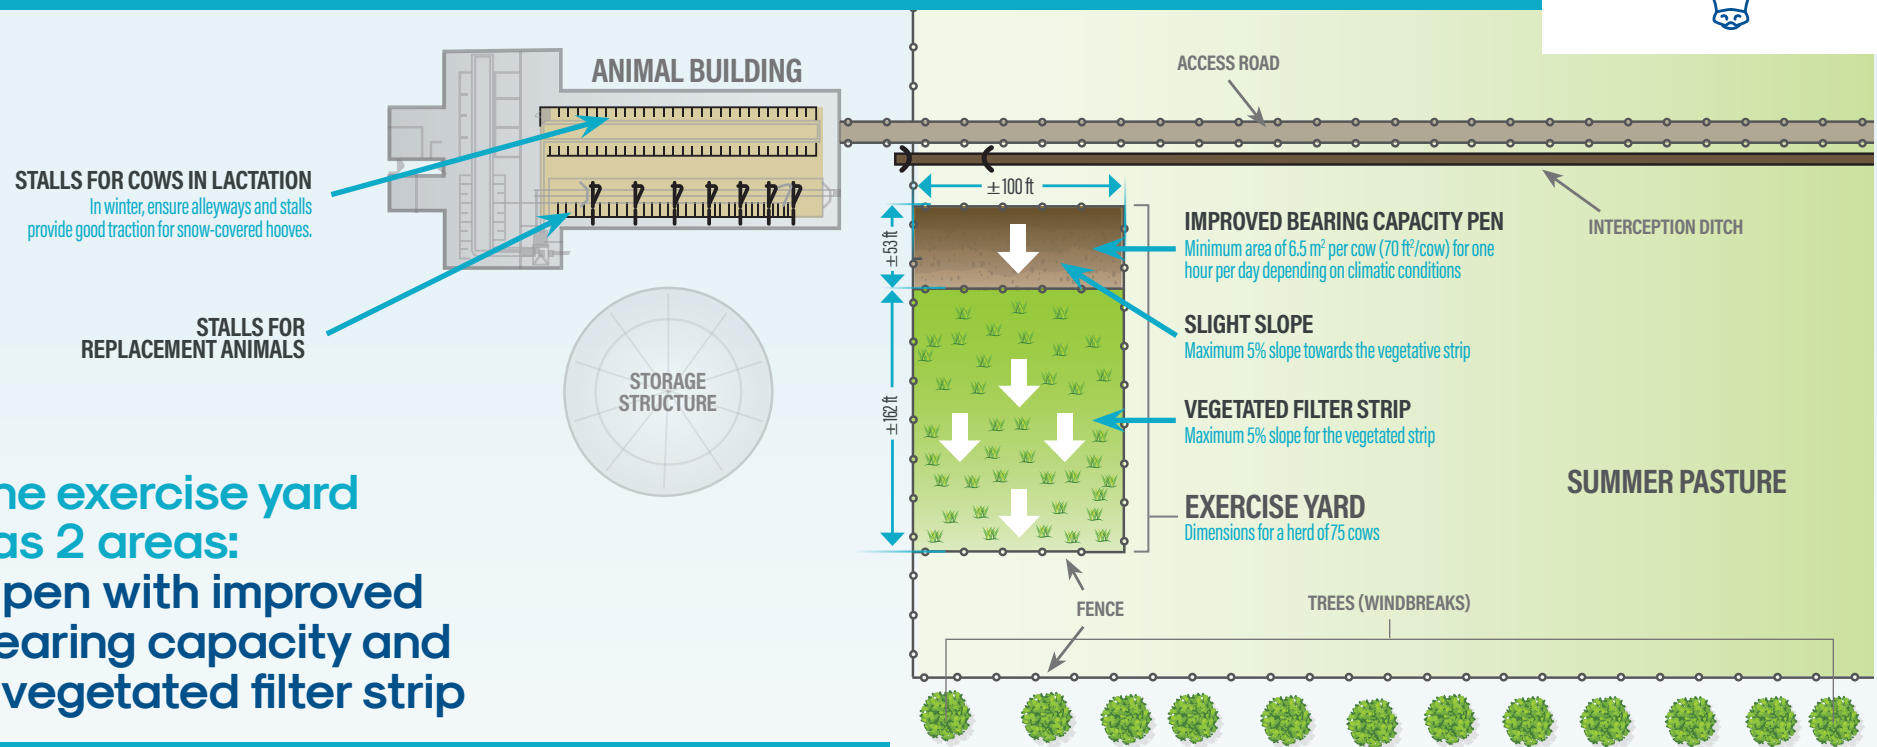 ANIMAL BUILDING
ACCESS ROAD
STALLS FOR COWS IN LACTATION
In winter, ensure alleyways and stalls
provide good traction for snow-covered hooves.
±100 ft
INTERCEPTION DITCH
±53 ft
IMPROVED BEARING CAPACITY PEN
Minimum area of 6.5 m² per cow (70 ft²/cow) for one
hour per day depending on climatic conditions
STALLS FOR
REPLACEMENT ANIMALS
SLIGHT SLOPE
Maximum 5% slope towards the vegetative strip
STORAGE
STRUCTURE
±162 ft
VEGETATED FILTER STRIP
Maximum 5% slope for the vegetated strip
SUMMER PASTURE
EXERCISE YARD
Dimensions for a herd of 75 cows
ne exercise yard
as 2 areas:
pen with improved
earing capacity and
vegetated filter strip
FENCE
TREES (WINDBREAKS)